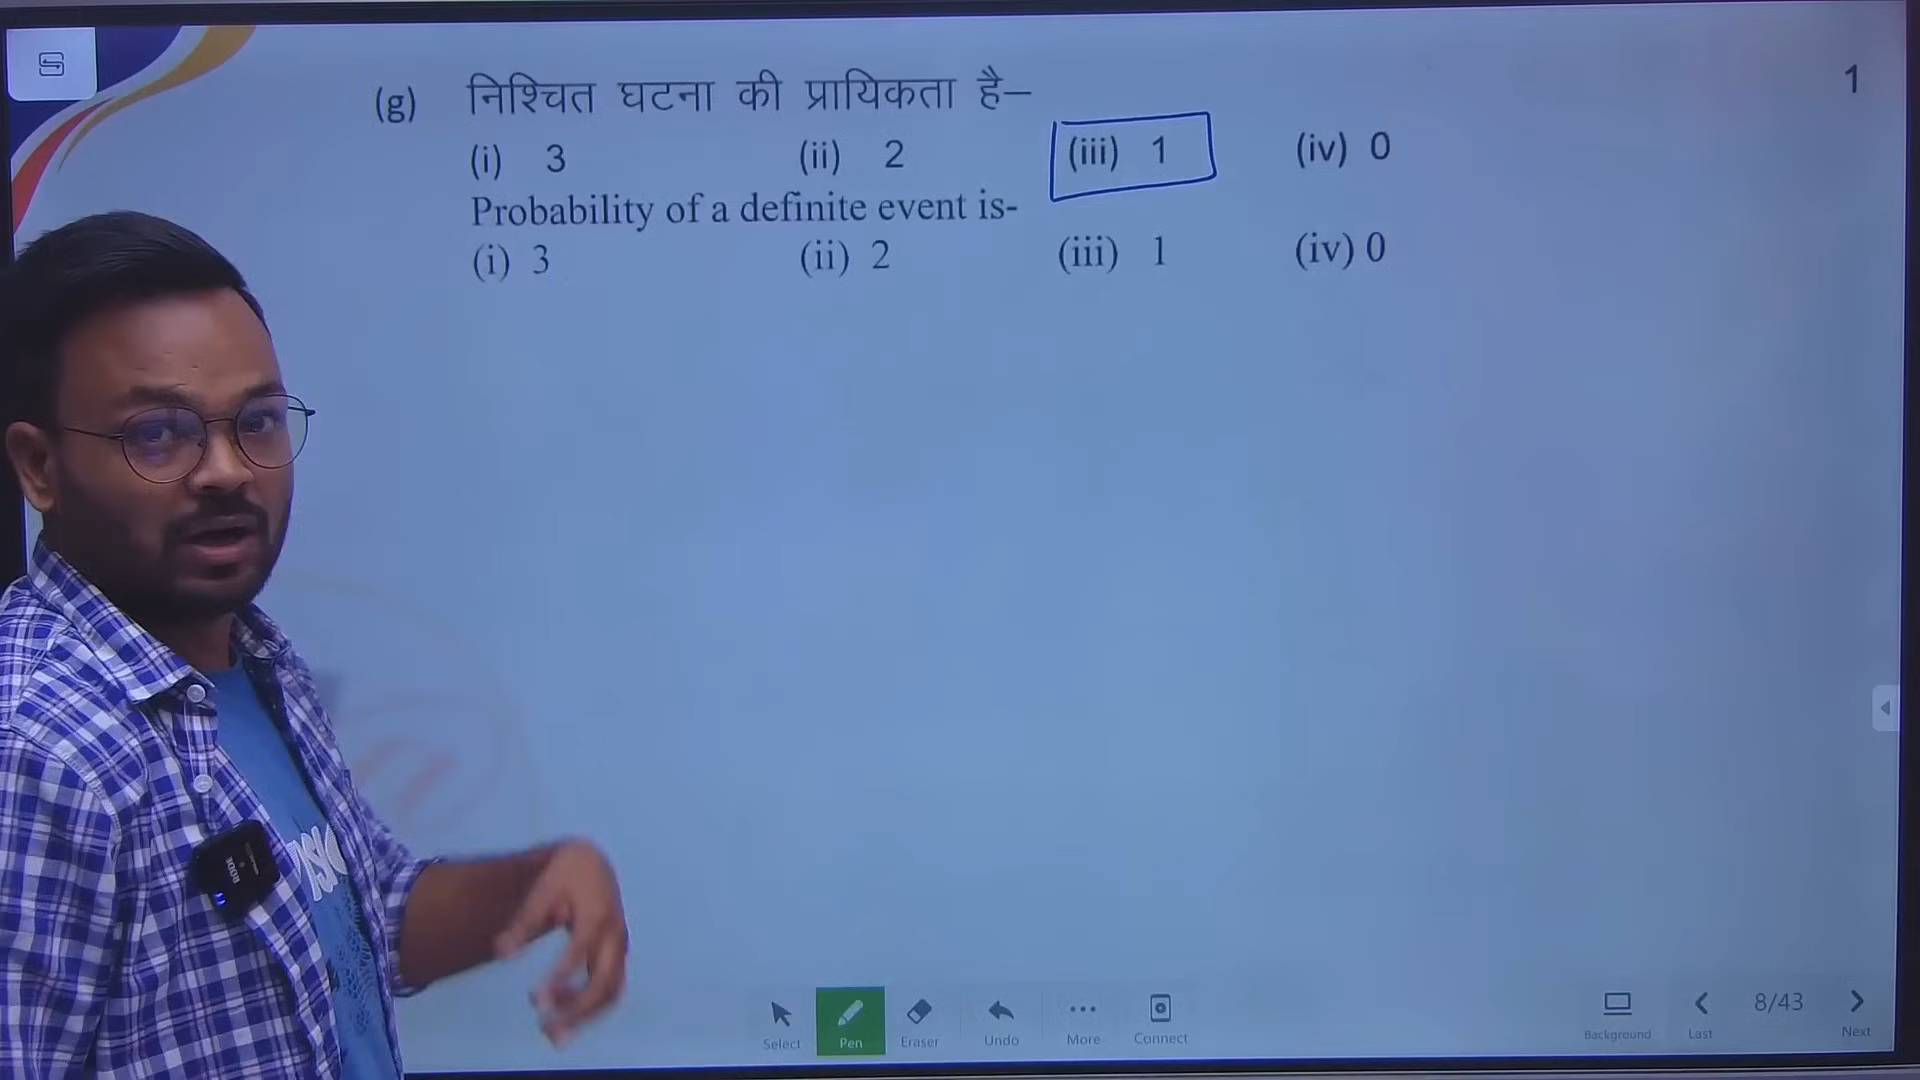 (g) निश्चित घटना की प्रायिकता है– 1
(i) 3 (ii) 2 (iii) 1 (iv) 0
Probability of a definite event is-
(i) 3 (ii) 2 (iii) 1 (iv) 0
RODE
Select Pen Eraser Undo More Connect Background Last 8/43 Next